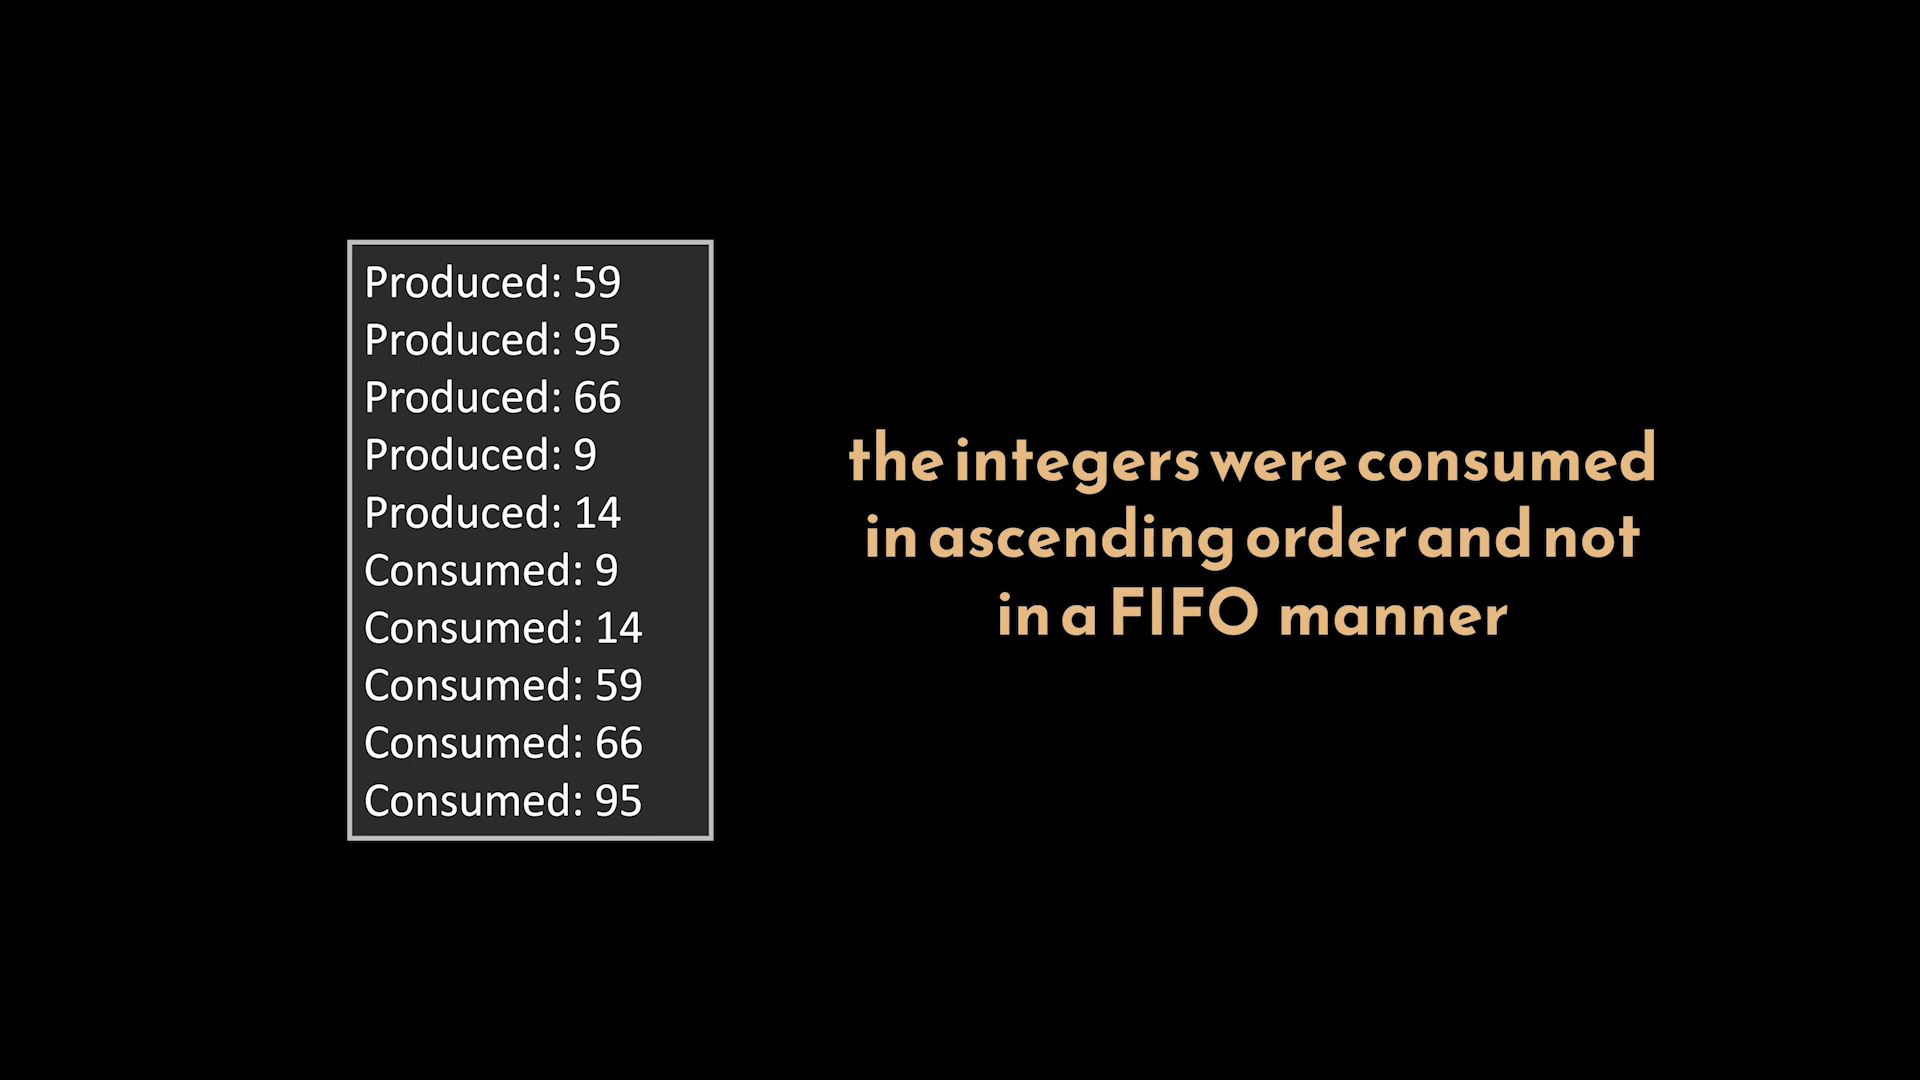 Produced: 59
Produced: 95
Produced: 66
Produced: 9
Produced: 14
Consumed: 9
Consumed: 14
Consumed: 59
Consumed: 66
Consumed: 95
the integers were consumed
in ascending order and not
in a FIFO manner